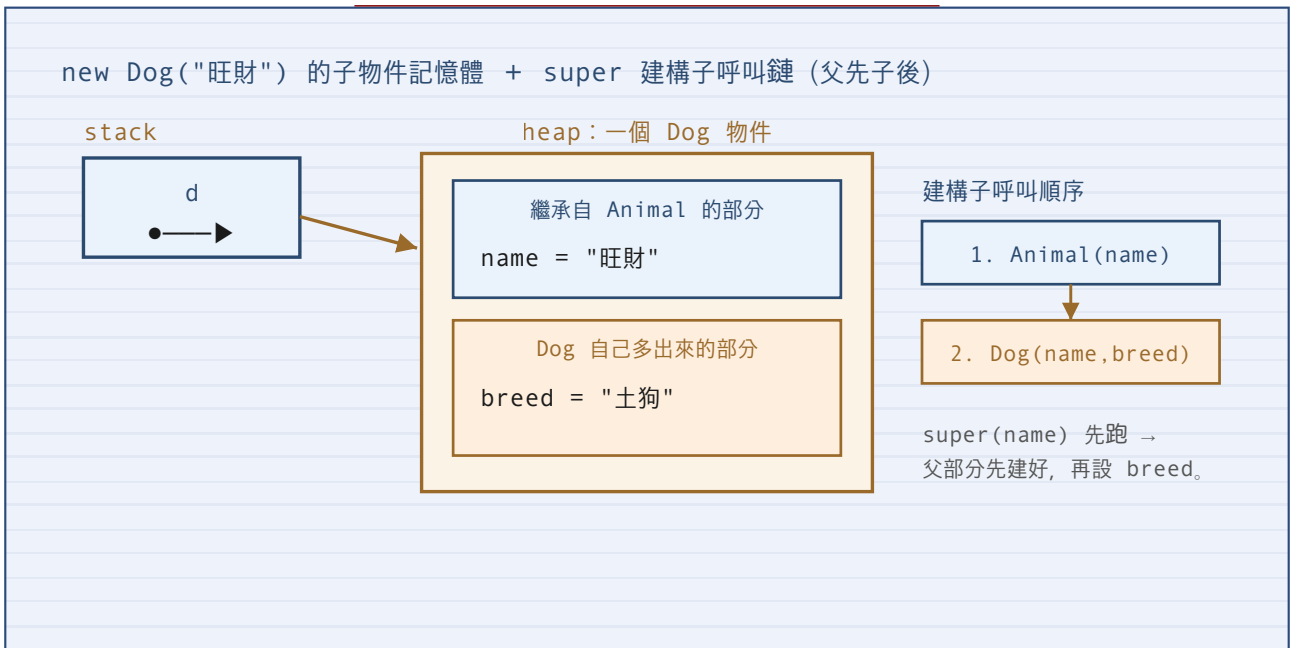 new Dog("旺財") 的子物件記憶體 ＋ super 建構子呼叫鏈（父先子後）
stack
d
heap：一個 Dog 物件
繼承自 Animal 的部分
name = "旺財"
Dog 自己多出來的部分
breed = "土狗"
建構子呼叫順序
1. Animal(name)
2. Dog(name,breed)
super(name) 先跑 →
父部分先建好，再設 breed。